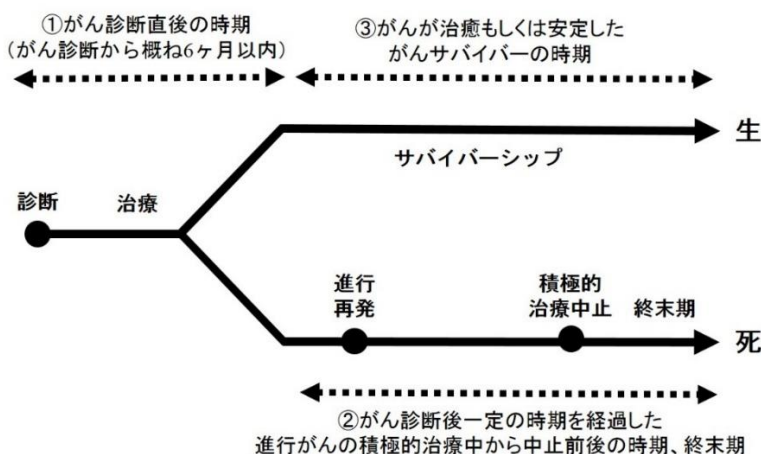 ①がん診断直後の時期
(がん診断から概ね6ヶ月以内)
③がんが治癒もしくは安定した
がんサバイバーの時期
生
サバイバーシップ
診断
治療
進行
再発
積極的
治療中止
終末期
死
②がん診断後一定の時期を経過した
進行がんの積極的治療中から中止前後の時期、終末期